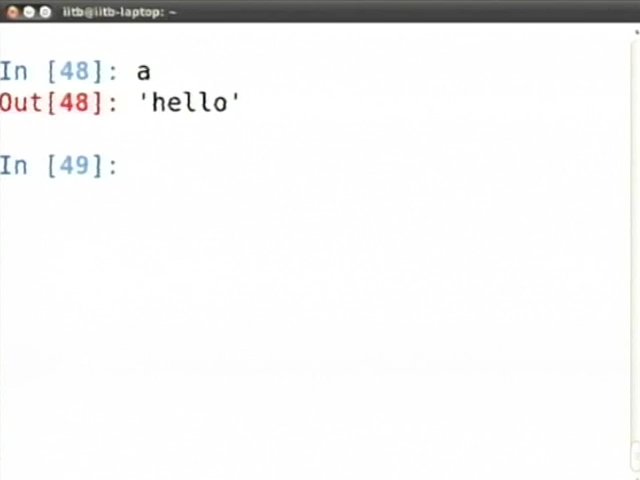 iitb@iitb-laptop: ~
In [48]: a
Out[48]: 'hello'
In [49]: